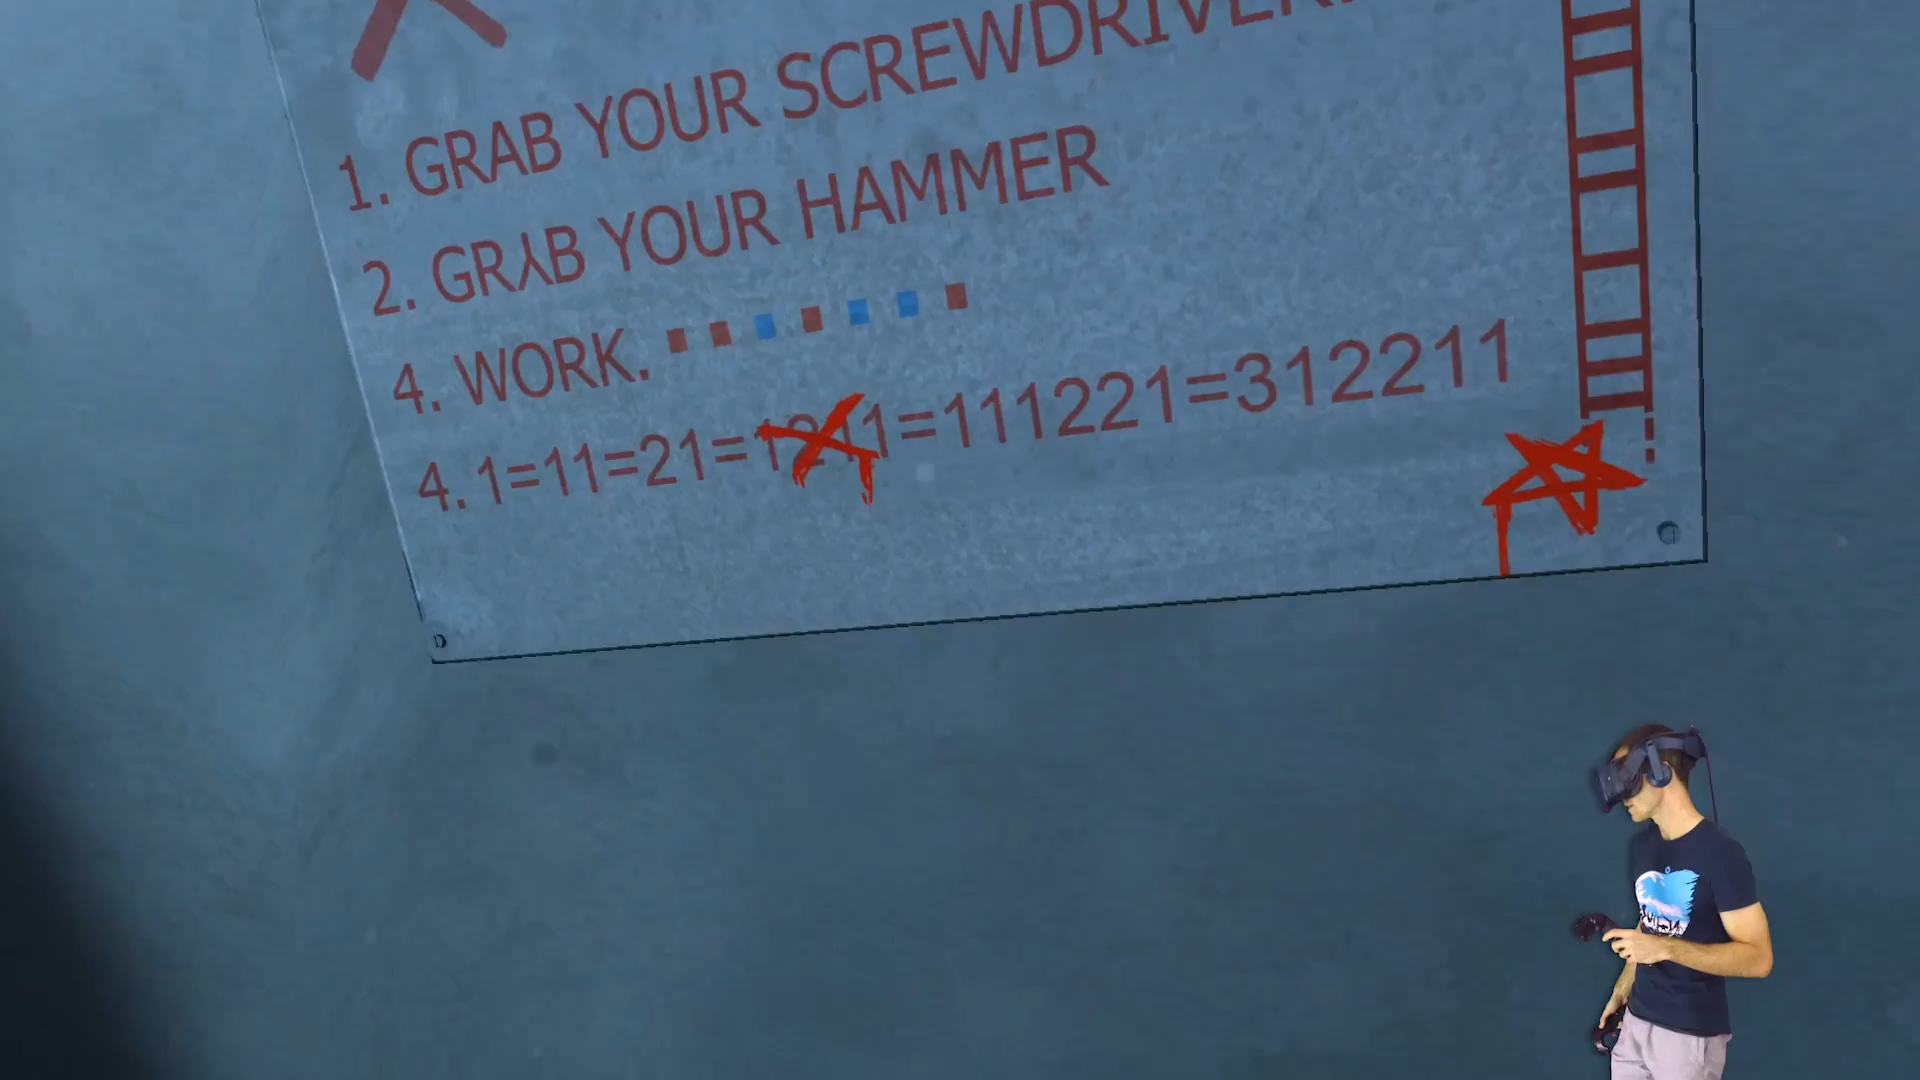 1. GRAB YOUR SCREWDRIVER
2. GRλB YOUR HAMMER
4. WORK.
4. 1=11=21=1211=111221=312211